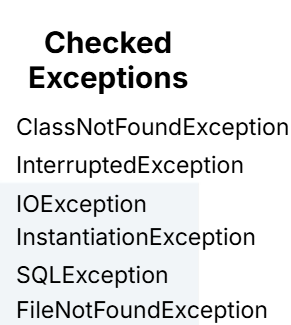 Checked
Exceptions
ClassNotFoundException
InterruptedException
IOException
InstantiationException
SQLException
FileNotFoundException